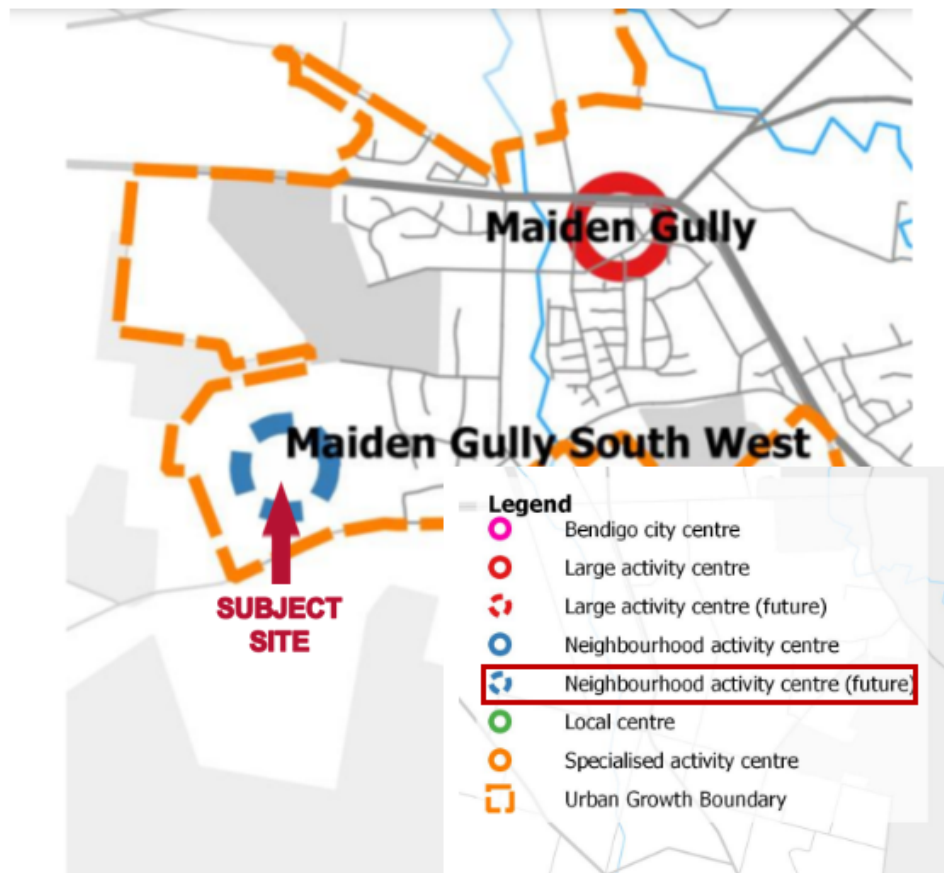 Maiden Gully
Maiden Gully South West
SUBJECT
SITE
Legend
Bendigo city centre
Large activity centre
Large activity centre (future)
Neighbourhood activity centre
Neighbourhood activity centre (future)
Local centre
Specialised activity centre
Urban Growth Boundary